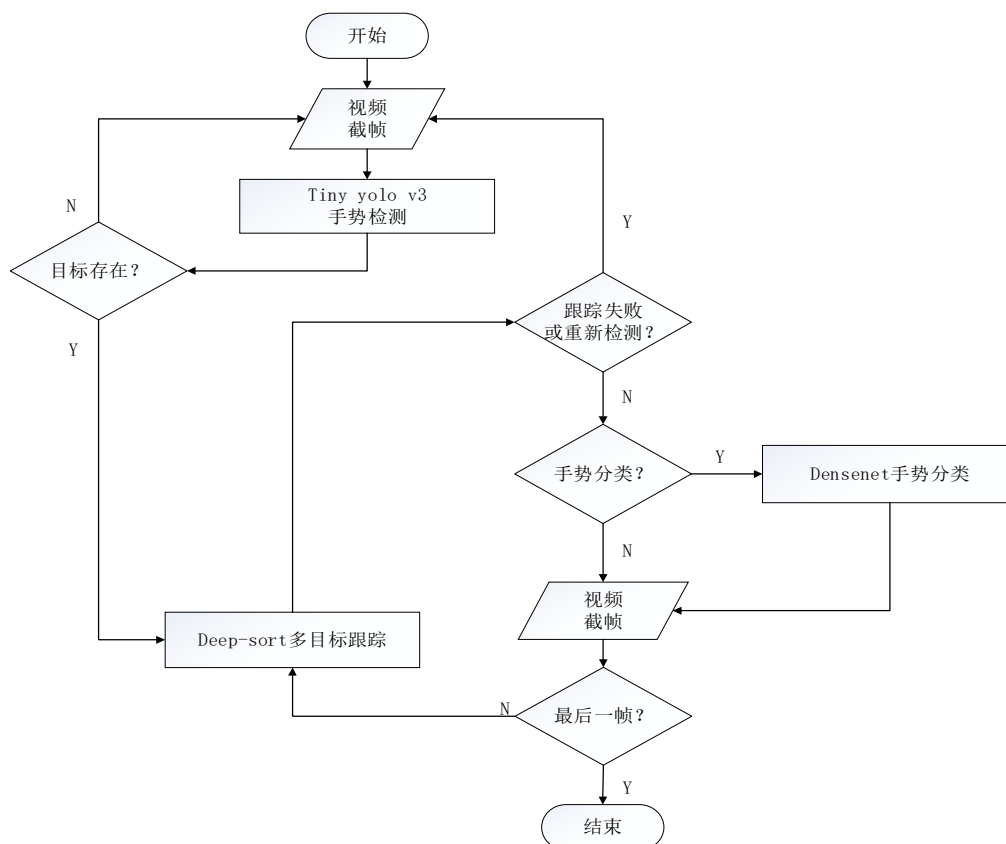 开始
视频
截帧
Tiny yolo v3
手势检测
N
Y
目标存在?
跟踪失败
或重新检测?
Y
N
手势分类?
Y
Densenet手势分类
N
视频
截帧
Deep-sort多目标跟踪
N
最后一帧?
Y
结束